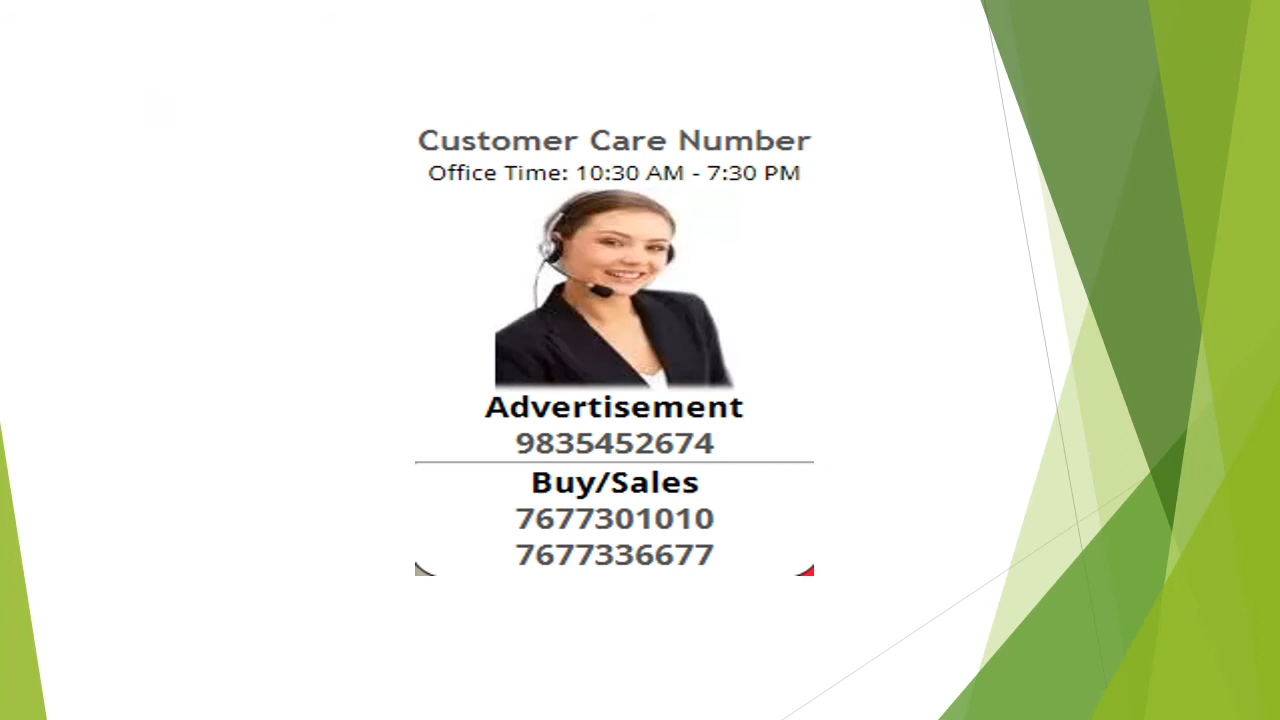 Customer Care Number
Office Time: 10:30 AM - 7:30 PM
Advertisement
9835452674
Buy/Sales
7677301010
7677336677